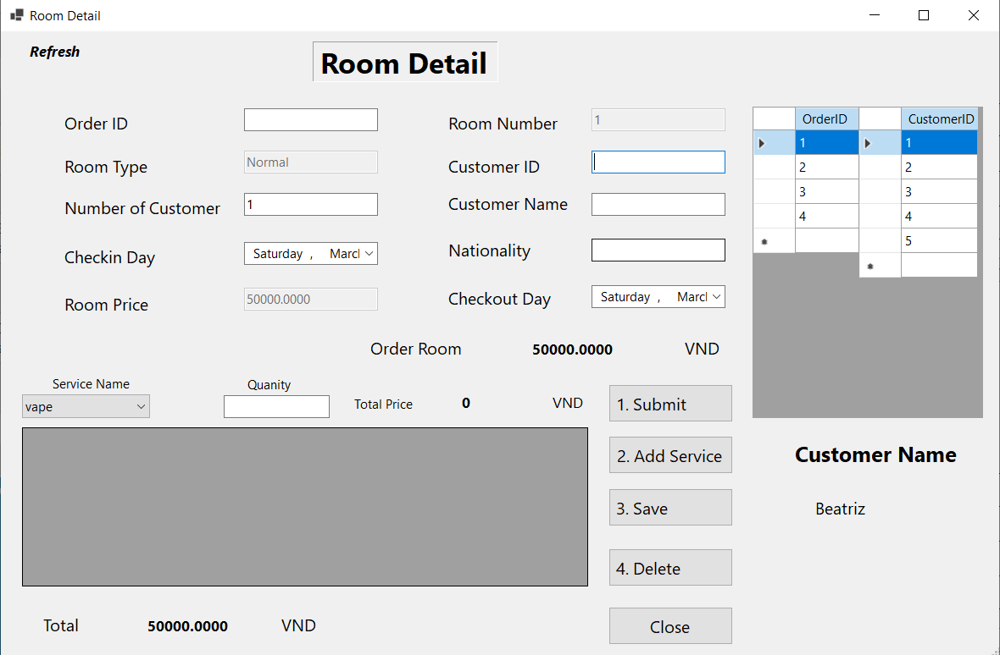 Room Detail
Refresh
Room Detail
Order ID
Room Number 1
Room Type Normal
Customer ID
Number of Customer 1
Customer Name
Checkin Day Saturday , March
Nationality
Room Price 50000.0000
Checkout Day Saturday , March
Order Room 50000.0000 VND
OrderID CustomerID
1 1
2 2
3 3
4 4
5
Service Name Quanity
vape
Total Price 0 VND
1. Submit
2. Add Service
3. Save
4. Delete
Close
Customer Name
Beatriz
Total 50000.0000 VND